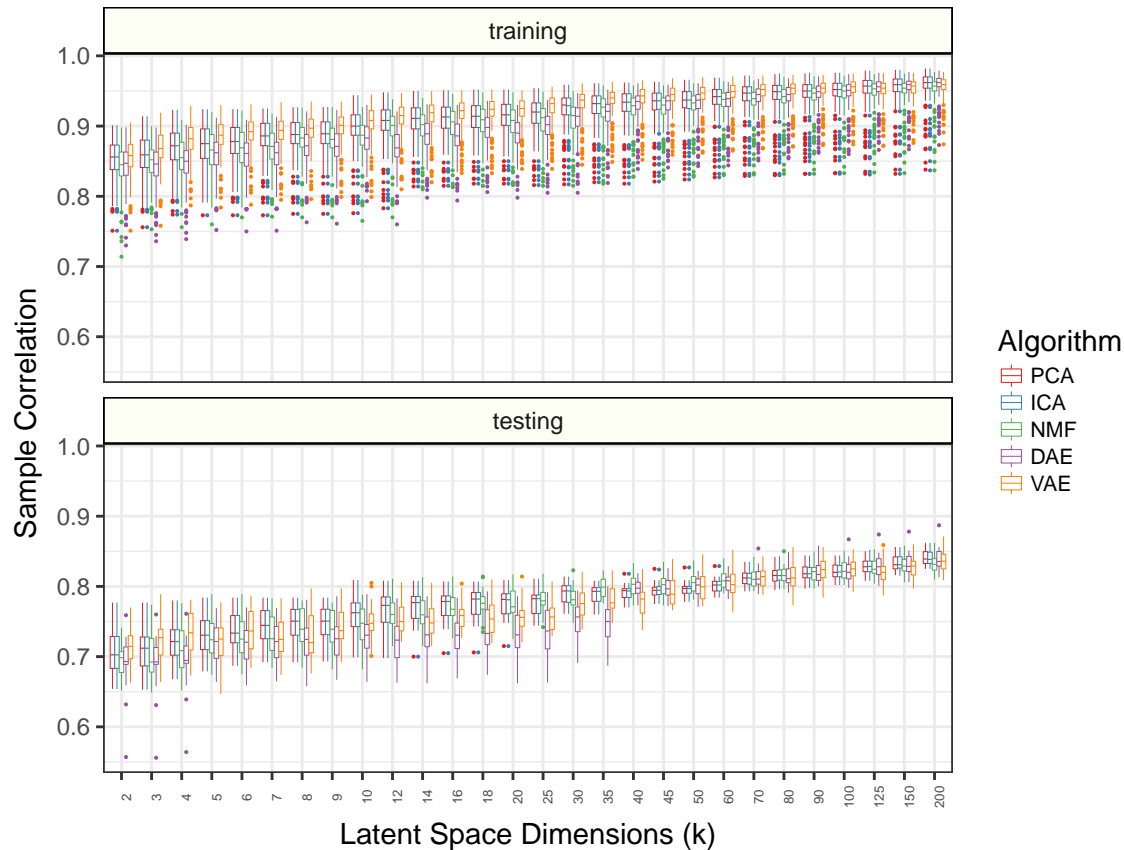 training
1.0
0.9
0.8
0.7
0.6
testing
1.0
0.9
0.8
0.7
0.6
Sample Correlation
2 3 4 5 6 7 8 9 10 12 14 16 18 20 25 30 35 40 45 50 60 70 80 90 100 125 150 200
Latent Space Dimensions (k)
Algorithm
PCA
ICA
NMF
DAE
VAE